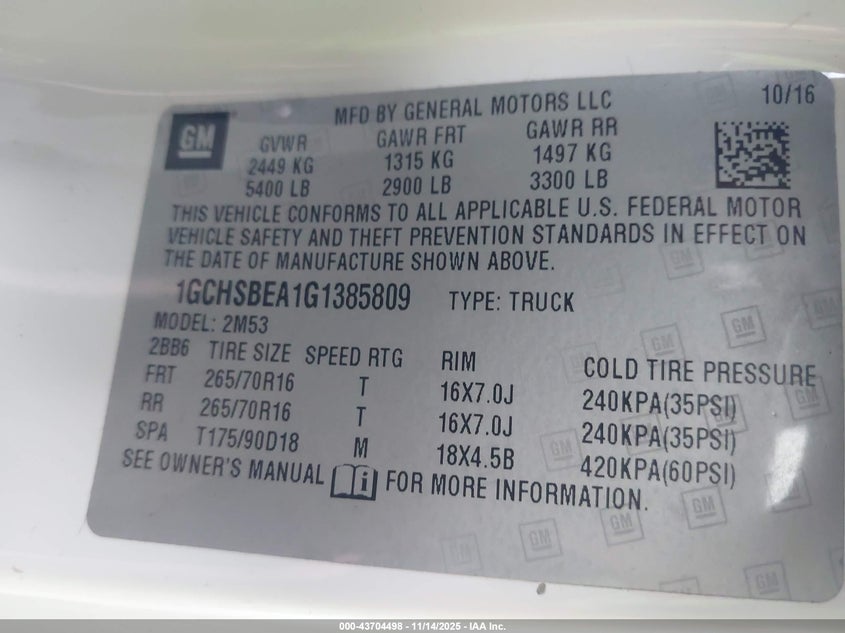 MFD BY GENERAL MOTORS LLC 10/16
GM
GVWR GAWR FRT GAWR RR
2449 KG 1315 KG 1497 KG
5400 LB 2900 LB 3300 LB
THIS VEHICLE CONFORMS TO ALL APPLICABLE U.S. FEDERAL MOTOR
VEHICLE SAFETY AND THEFT PREVENTION STANDARDS IN EFFECT ON
THE DATE OF MANUFACTURE SHOWN ABOVE.
1GCHSBEA1G1385809 TYPE: TRUCK
MODEL: 2M53
2BB6 TIRE SIZE SPEED RTG RIM COLD TIRE PRESSURE
FRT 265/70R16 T 16X7.0J 240KPA(35PSI)
RR 265/70R16 T 16X7.0J 240KPA(35PSI)
SPA T175/90D18 M 18X4.5B 420KPA(60PSI)
SEE OWNER'S MANUAL i FOR MORE INFORMATION.
000-43704498 - 11/14/2025 - IAA Inc.